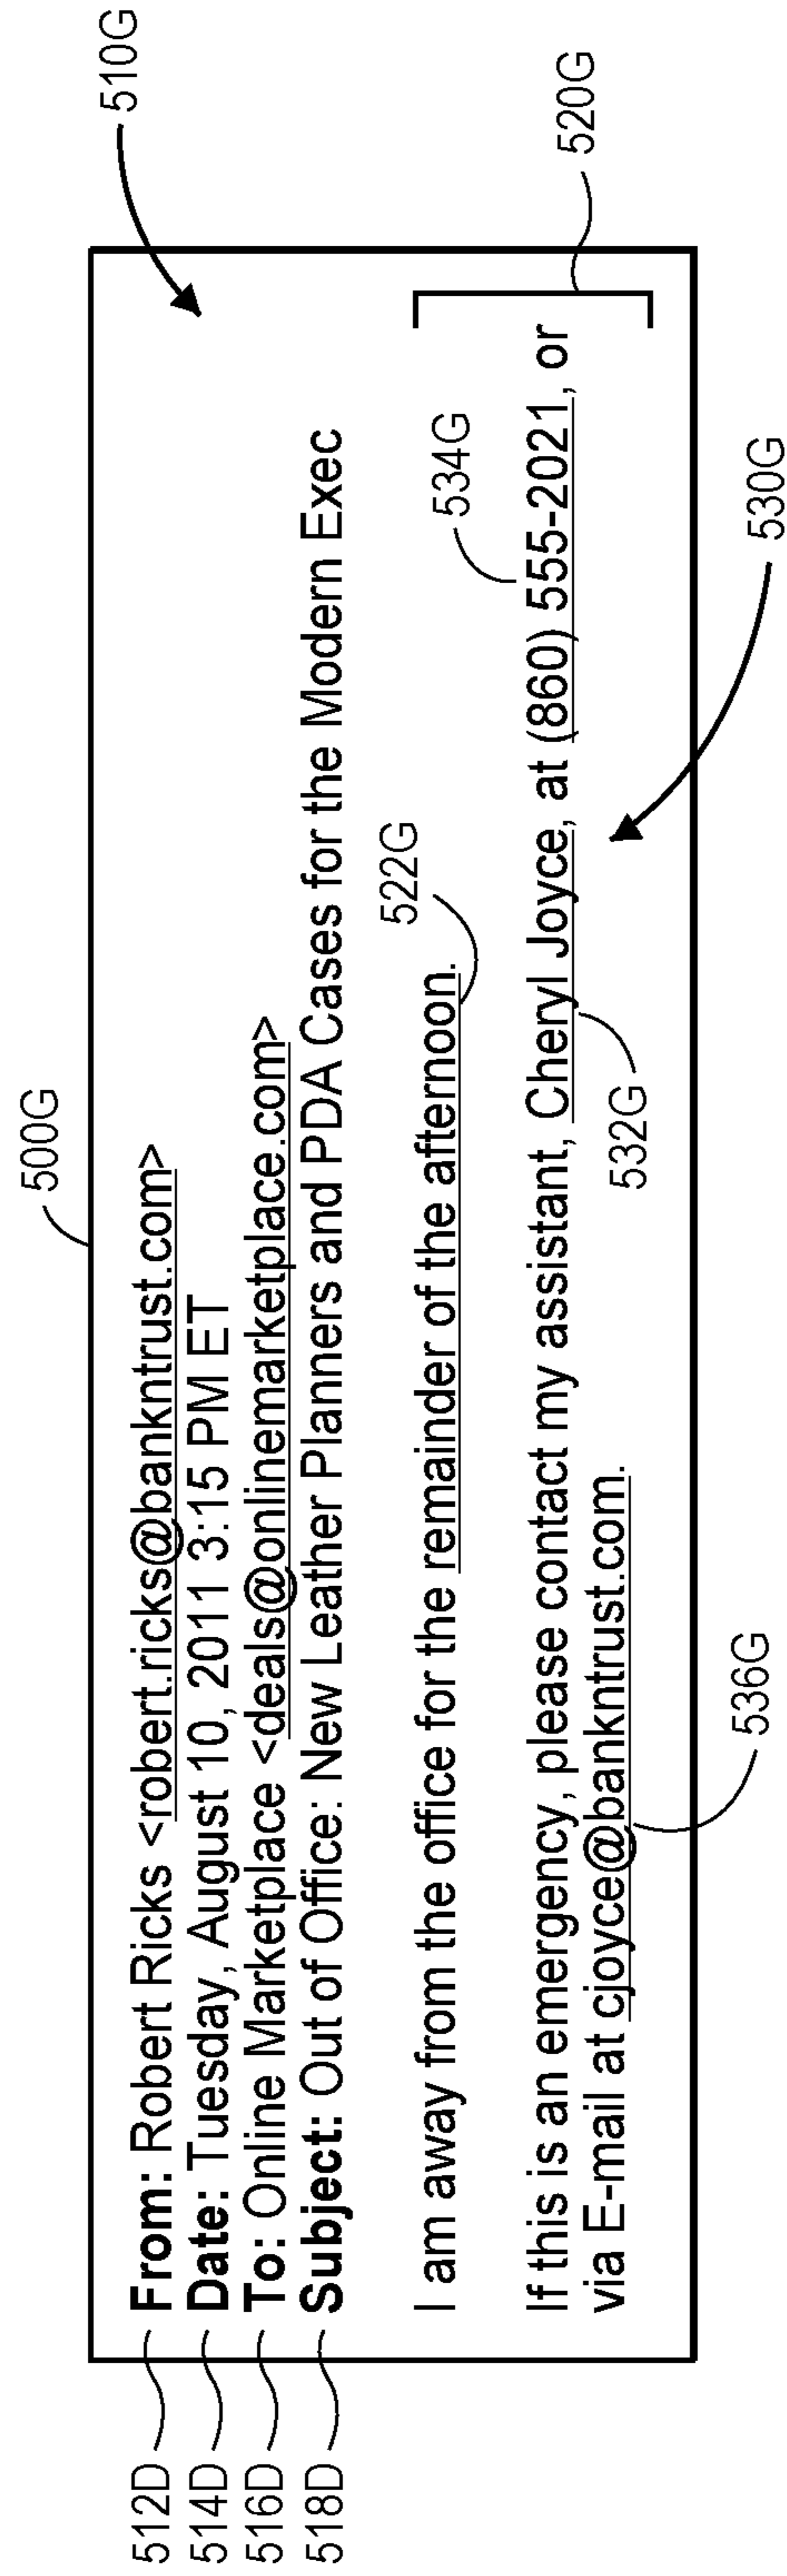 500G
510G
512D
From: Robert Ricks <robert.ricks@bankntrust.com>
514D
Date: Tuesday, August 10, 2011 3:15 PM ET
516D
To: Online Marketplace <deals@onlinemarketplace.com>
518D
Subject: Out of Office: New Leather Planners and PDA Cases for the Modern Exec
522G
I am away from the office for the remainder of the afternoon.
534G
520G
If this is an emergency, please contact my assistant, Cheryl Joyce, at (860) 555-2021, or
via E-mail at cjoyce@bankntrust.com.
532G
530G
536G